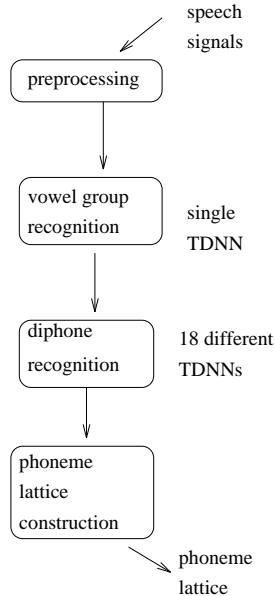 speech
signals
preprocessing
vowel group
recognition
single
TDNN
diphone
recognition
18 different
TDNNs
phoneme
lattice
construction
phoneme
lattice